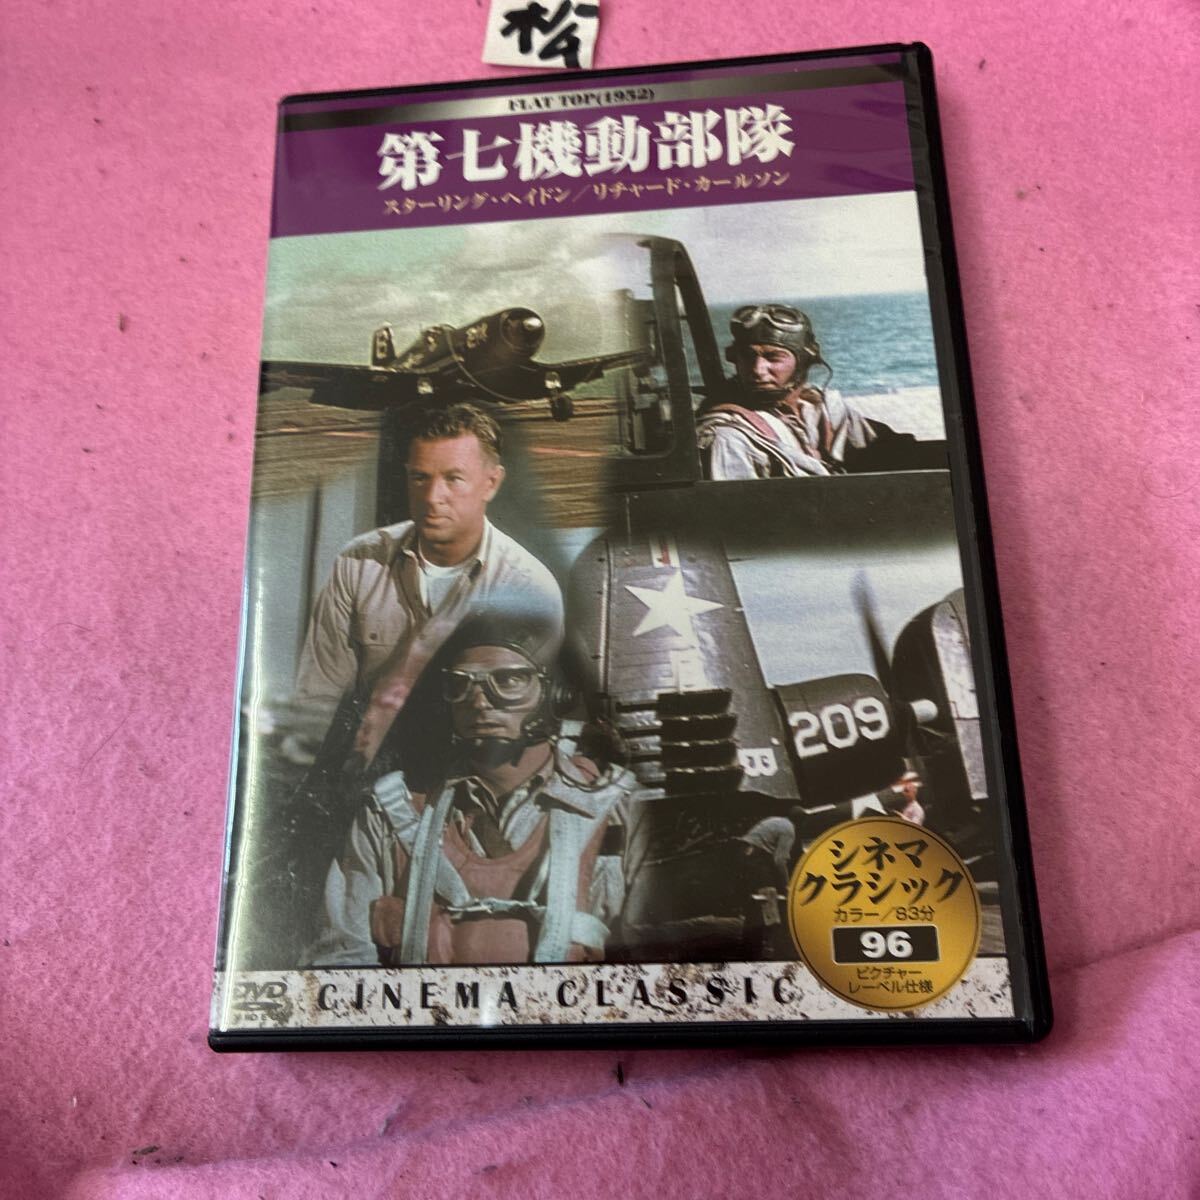 松
FLAT TOP(1952)
第七機動部隊
スターリング・ヘイドン／リチャード・カールソン
209
シネマ
クラシック
カラー／83分
96
ピクチャー
レーベル仕様
DVD
VIDEO
CINEMA CLASSIC